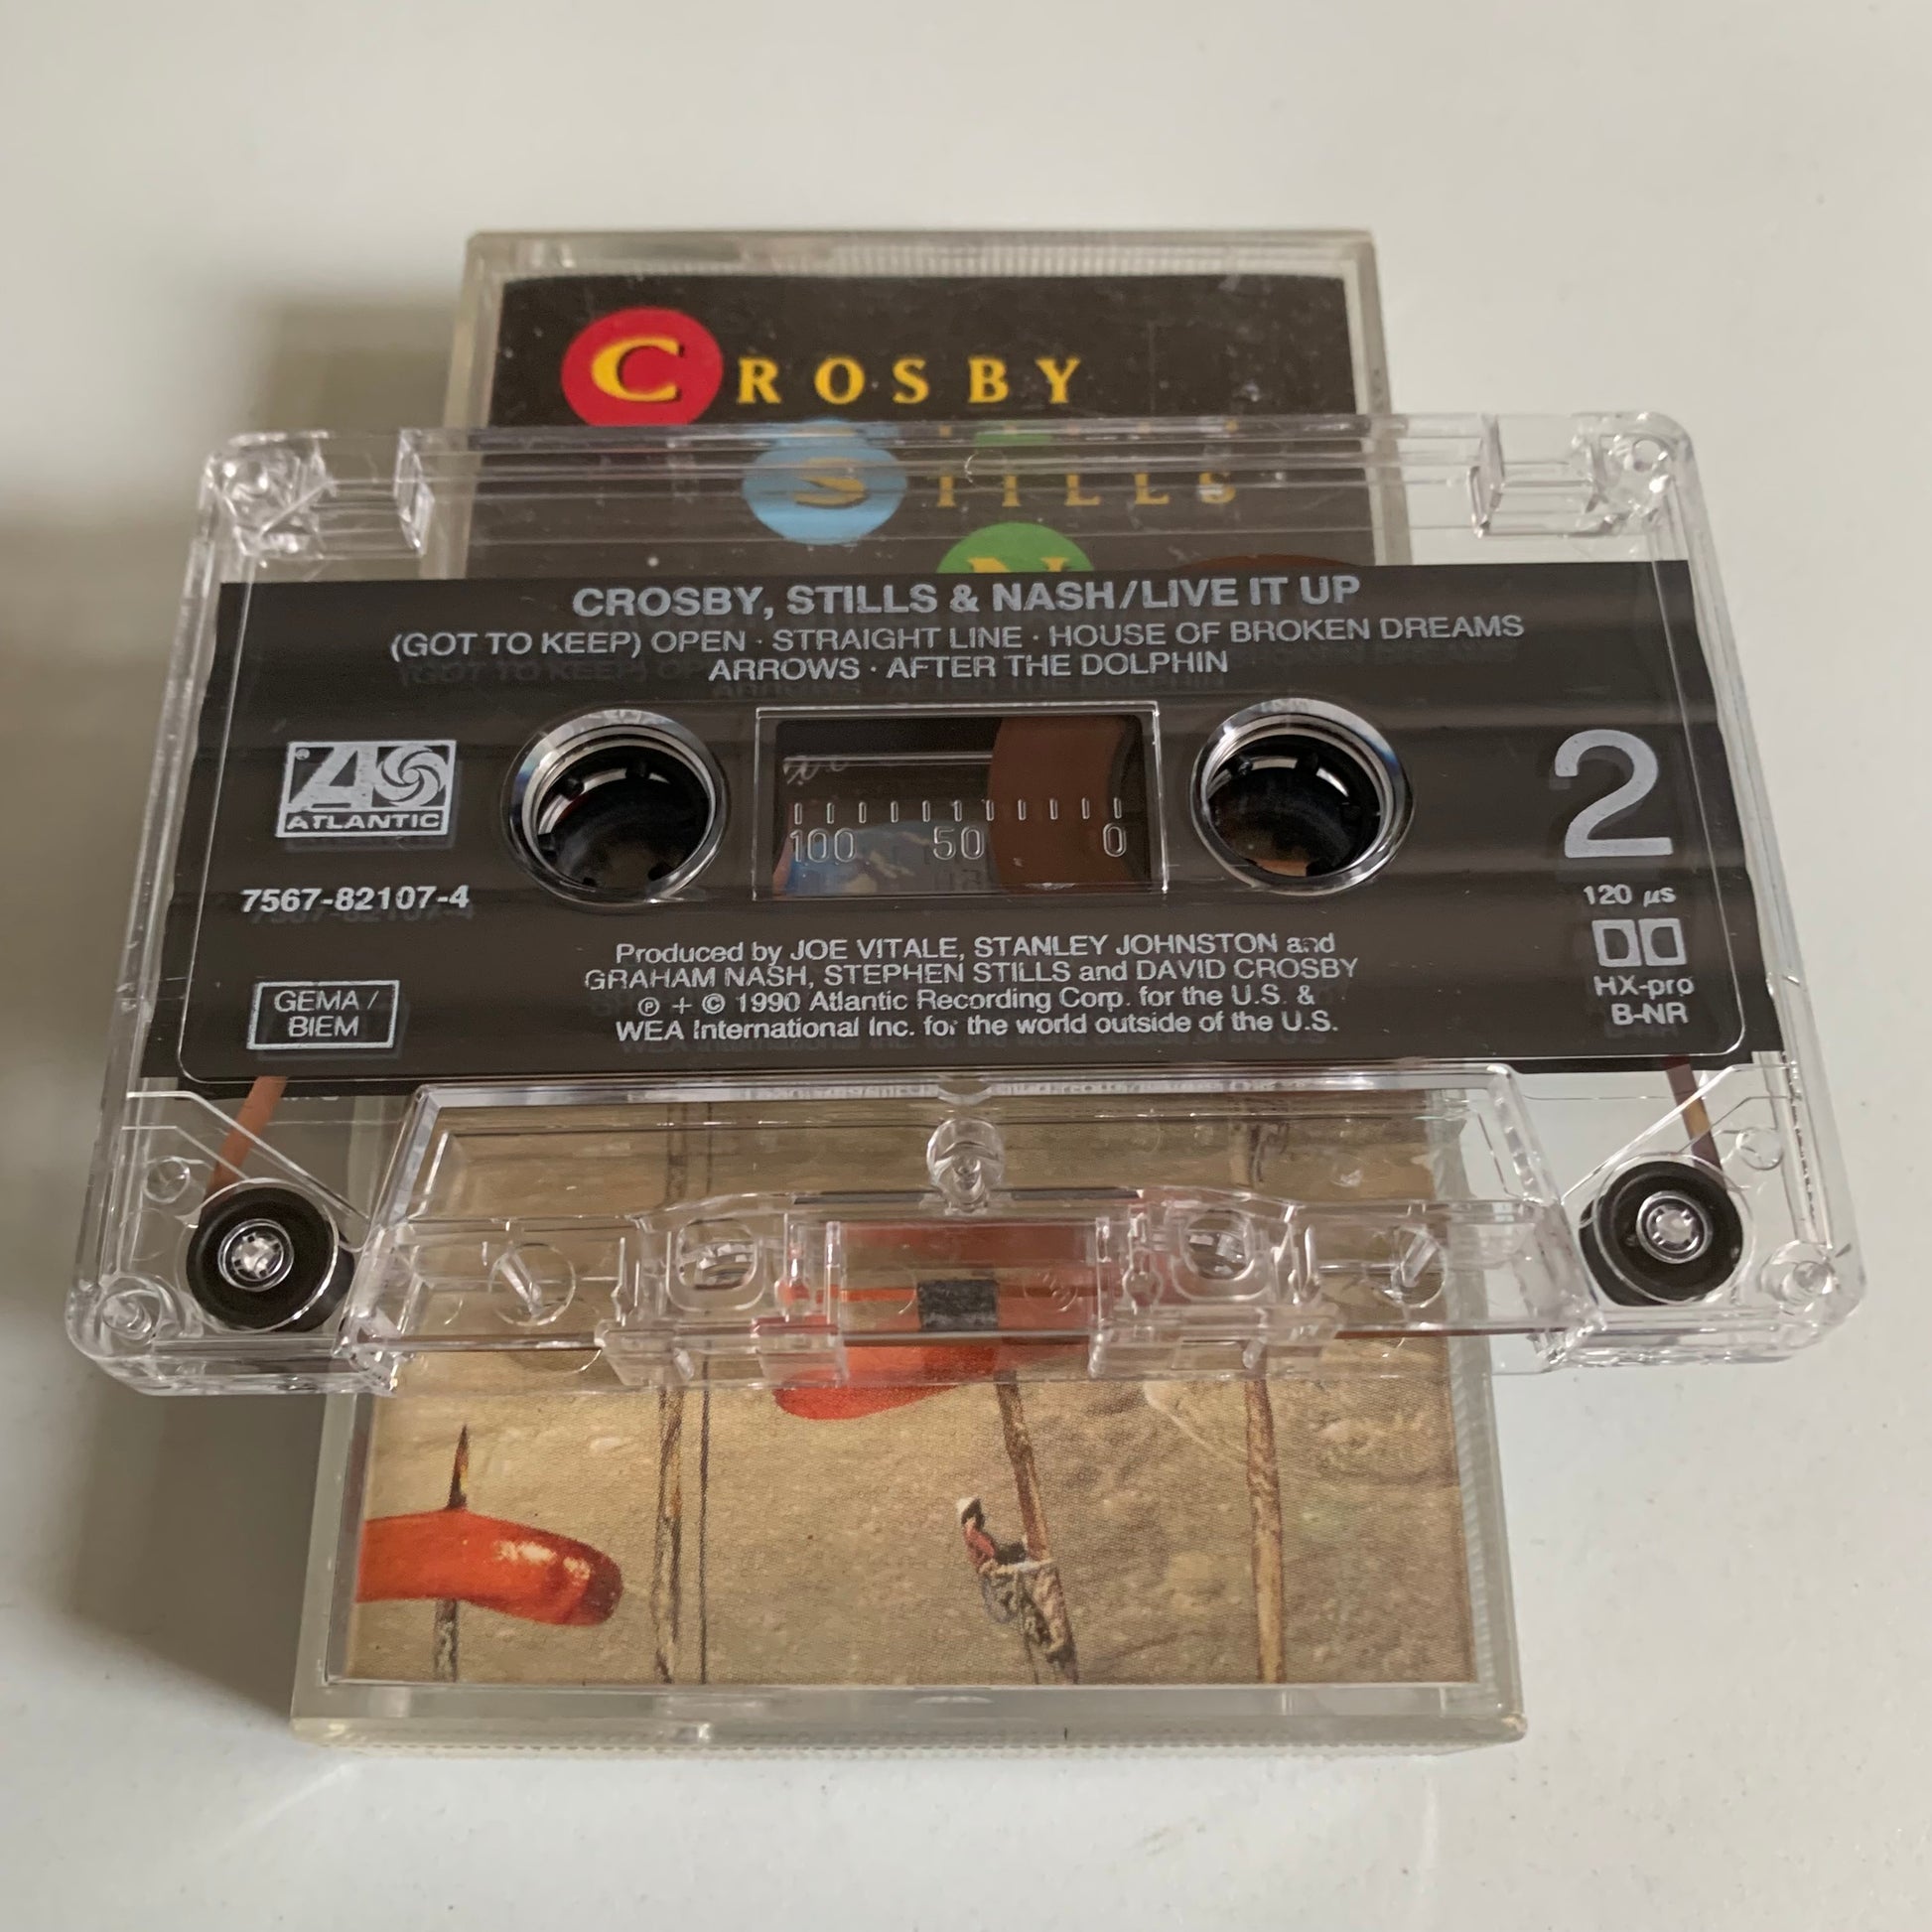 CROSBY
STILLS
N
CROSBY, STILLS & NASH/LIVE IT UP
(GOT TO KEEP) OPEN · STRAIGHT LINE · HOUSE OF BROKEN DREAMS
ARROWS · AFTER THE DOLPHIN
® ATLANTIC
100 50 0
2
7567-82107-4
120 µs
GEMA /
BIEM
Produced by JOE VITALE, STANLEY JOHNSTON and
GRAHAM NASH, STEPHEN STILLS and DAVID CROSBY
℗ + © 1990 Atlantic Recording Corp. for the U.S. &
WEA International Inc. for the world outside of the U.S.
HX-pro
B-NR